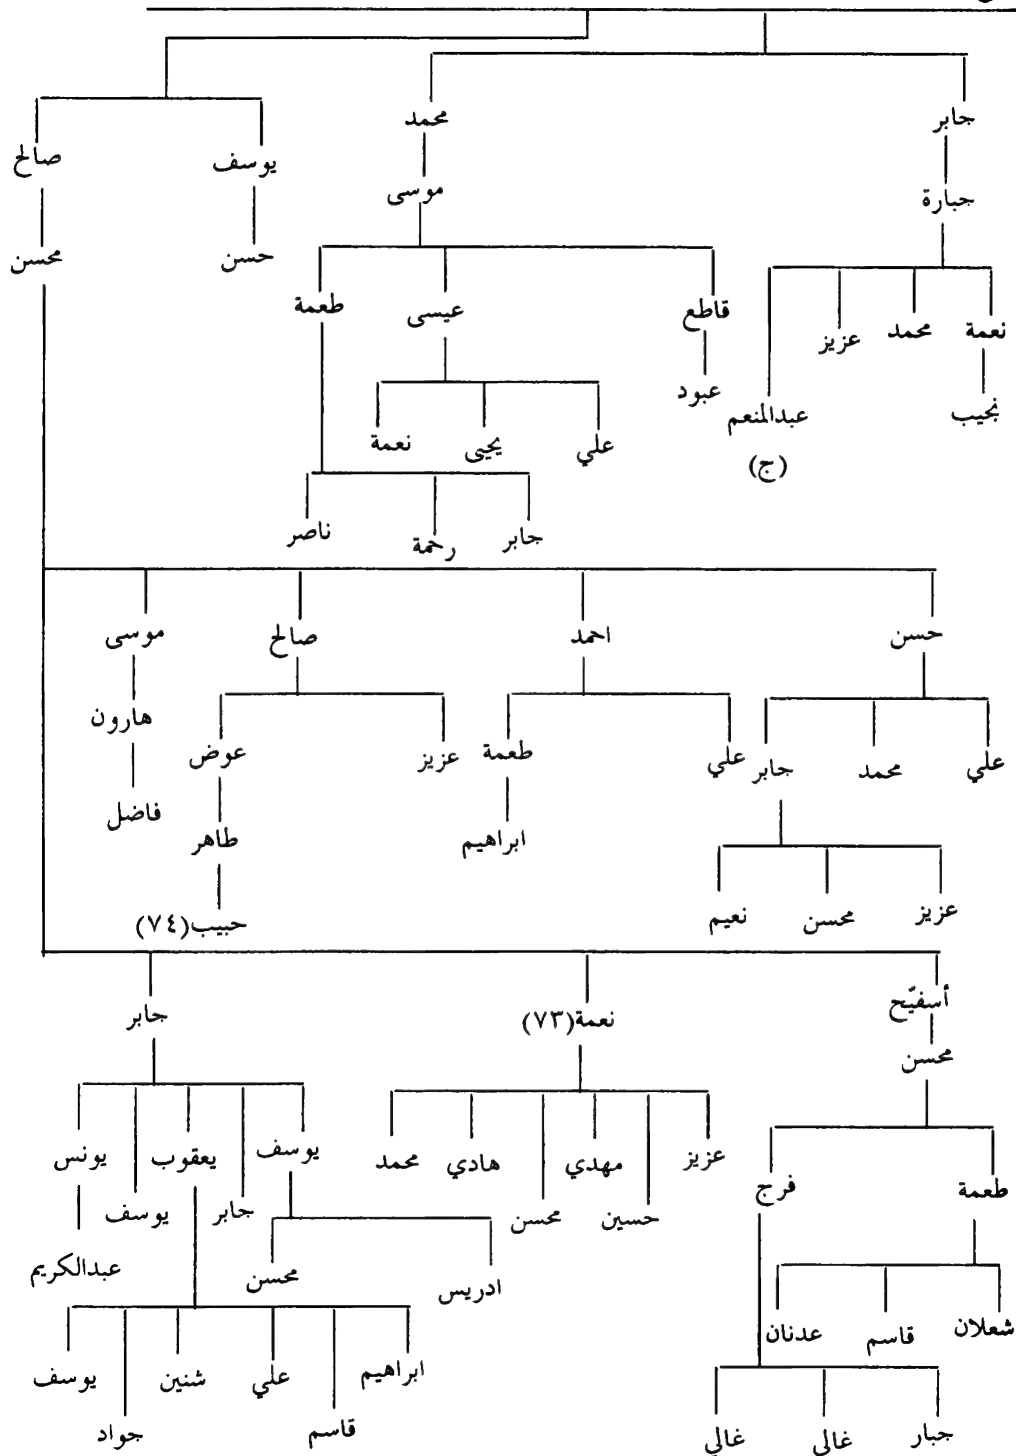 محمد جابر
صالح يوسف
موسى جبارة
محسن حسن
طعمة عيسى قاطع
عزيز محمد نعمة
عبود
عبدالمنعم نجيب
نعمة يحيى علي
(ج)
ناصر رحمة جابر
موسى صالح احمد حسن
هارون
عوض عزيز طعمة علي جابر محمد علي
فاضل
طاهر ابراهيم
حبيب(٧٤) نعيم محسن عزيز
جابر نعمة(٧٣) أسفيّح
محسن
يونس يعقوب يوسف محمد هادي مهدي عزيز
فرج طعمة
يوسف جابر محسن حسين
عبدالكريم محسن ادريس
عدنان قاسم شعلان
يوسف شنين علي ابراهيم
جواد قاسم غالي غالي جبار